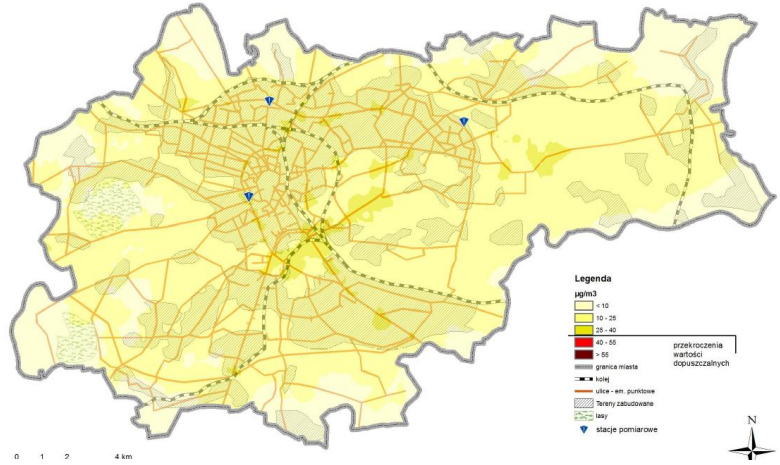 Legenda
µg/m3
< 10
10 - 25
25 - 40
40 - 55
> 55
przekroczenia
wartości
dopuszczalnych
granica miasta
kolej
ulice - em. punktowe
Tereny zabudowane
lasy
stacje pomiarowe
N
0 1 2 4 km